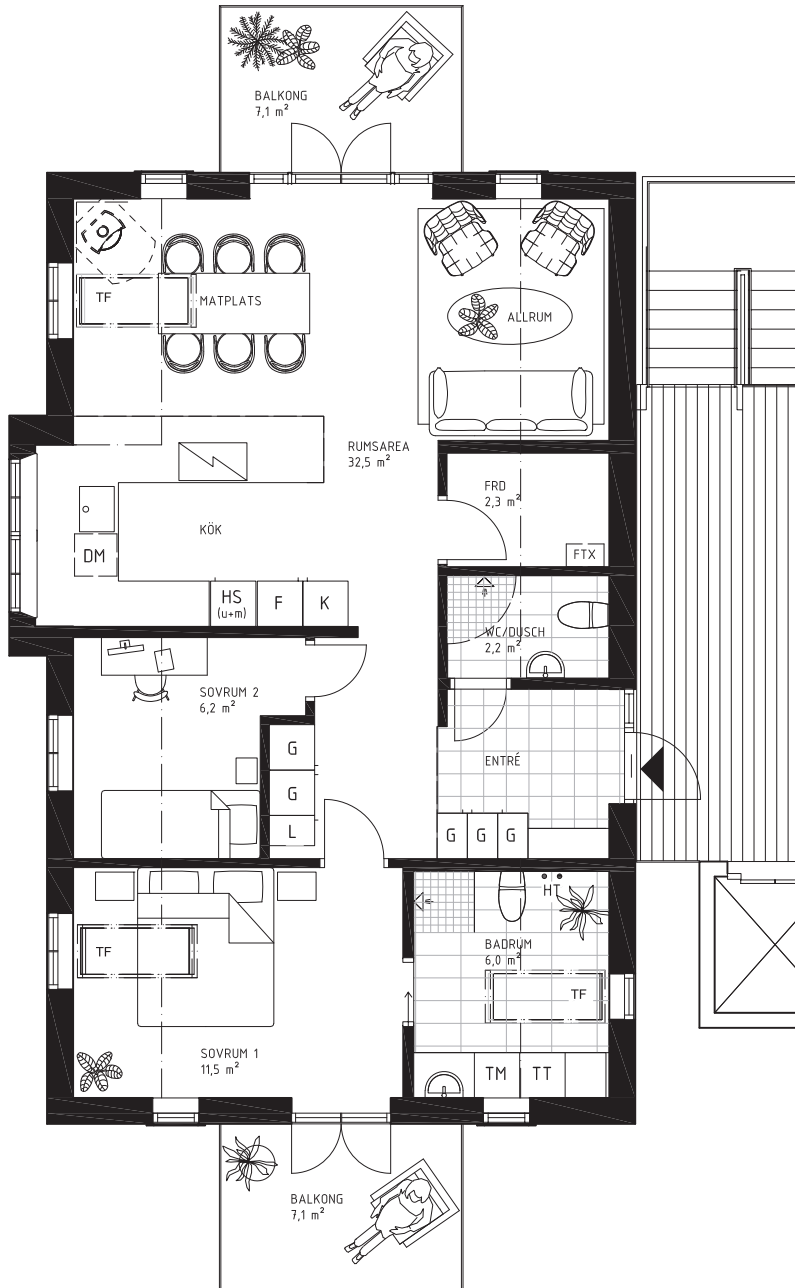 BALKONG
7,1 m²
TF
MATPLATS
ALLRUM
RUMSAREA
32,5 m²
FRD
2,3 m²
FTX
KÖK
DM
HS
(u+m)
F
K
WC/DUSCH
2,2 m²
SOVRUM 2
6,2 m²
G
G
L
ENTRÉ
G
G
G
HT
BADRUM
6,0 m²
TF
TF
SOVRUM 1
11,5 m²
TM
TT
BALKONG
7,1 m²